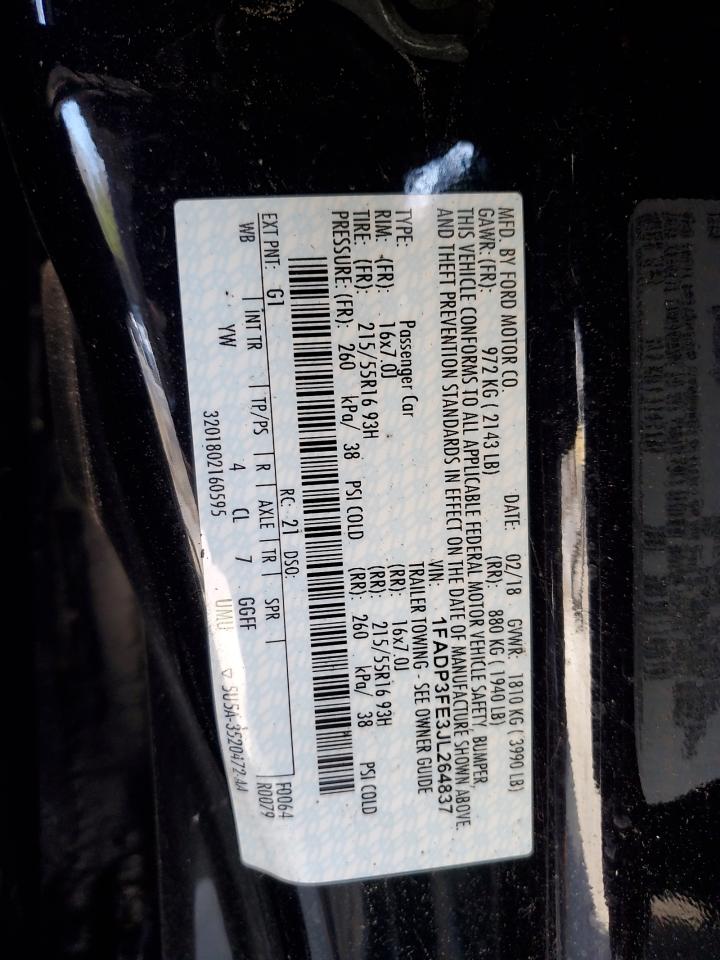 MFD. BY FORD MOTOR CO. DATE: 02/18 GVWR: 1810 KG ( 3990 LB)
GAWR: (FR): 972 KG ( 2143 LB) (RR): 880 KG ( 1940 LB)
THIS VEHICLE CONFORMS TO ALL APPLICABLE FEDERAL MOTOR VEHICLE SAFETY, BUMPER,
AND THEFT PREVENTION STANDARDS IN EFFECT ON THE DATE OF MANUFACTURE SHOWN ABOVE.
VIN: 1FADP3FE3JL264837
TYPE: Passenger Car TRAILER TOWING - SEE OWNER GUIDE
RIM: (FR): 16x7.0J (RR): 16x7.0J
TIRE: (FR): 215/55R16 93H (RR): 215/55R16 93H
PRESSURE: (FR): 260 kPa/ 38 PSI COLD (RR): 260 kPa/ 38 PSI COLD
EXT PNT: G1 RC: 21 DSO: F0064
WB | INT TR | TP/PS | R | AXLE | TR | SPR | R0079
YW 4 CL 7 GGFF
3201802160595 UMU ▽ 5U5A-3520472-AA